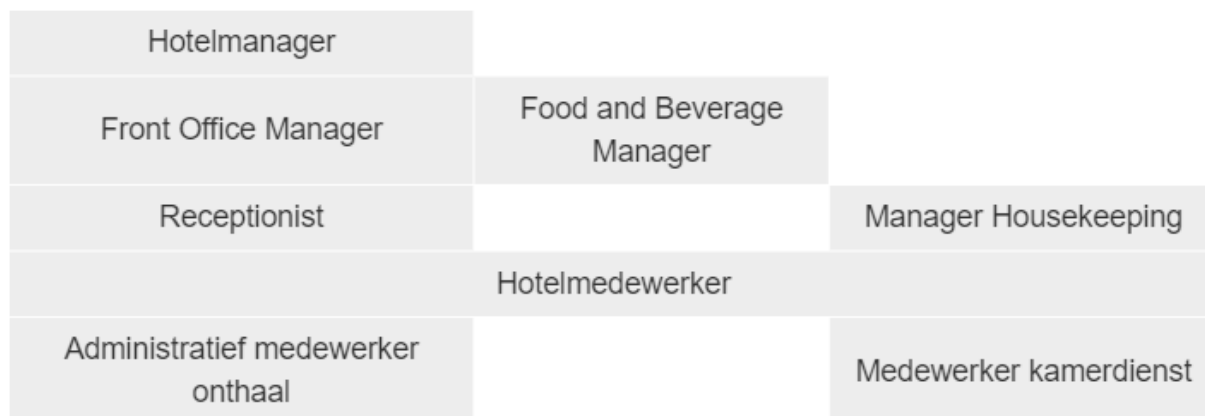 Hotelmanager
Front Office Manager
Food and Beverage
Manager
Receptionist
Manager Housekeeping
Hotelmedewerker
Administratief medewerker
onthaal
Medewerker kamerdienst